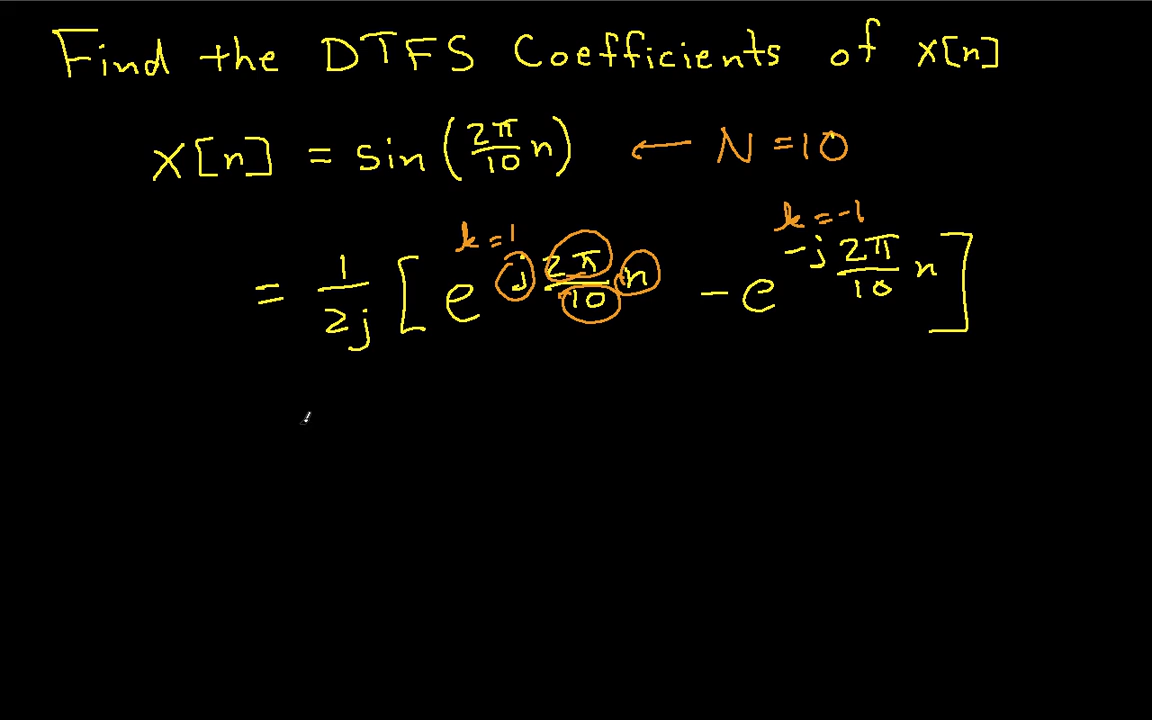 Find the DTFS Coefficients of x[n]
x[n] = sin(2π/10 n) ← N = 10
k = 1 k = -1
= 1/2j [e^j 2π/10 n - e^-j 2π/10 n]